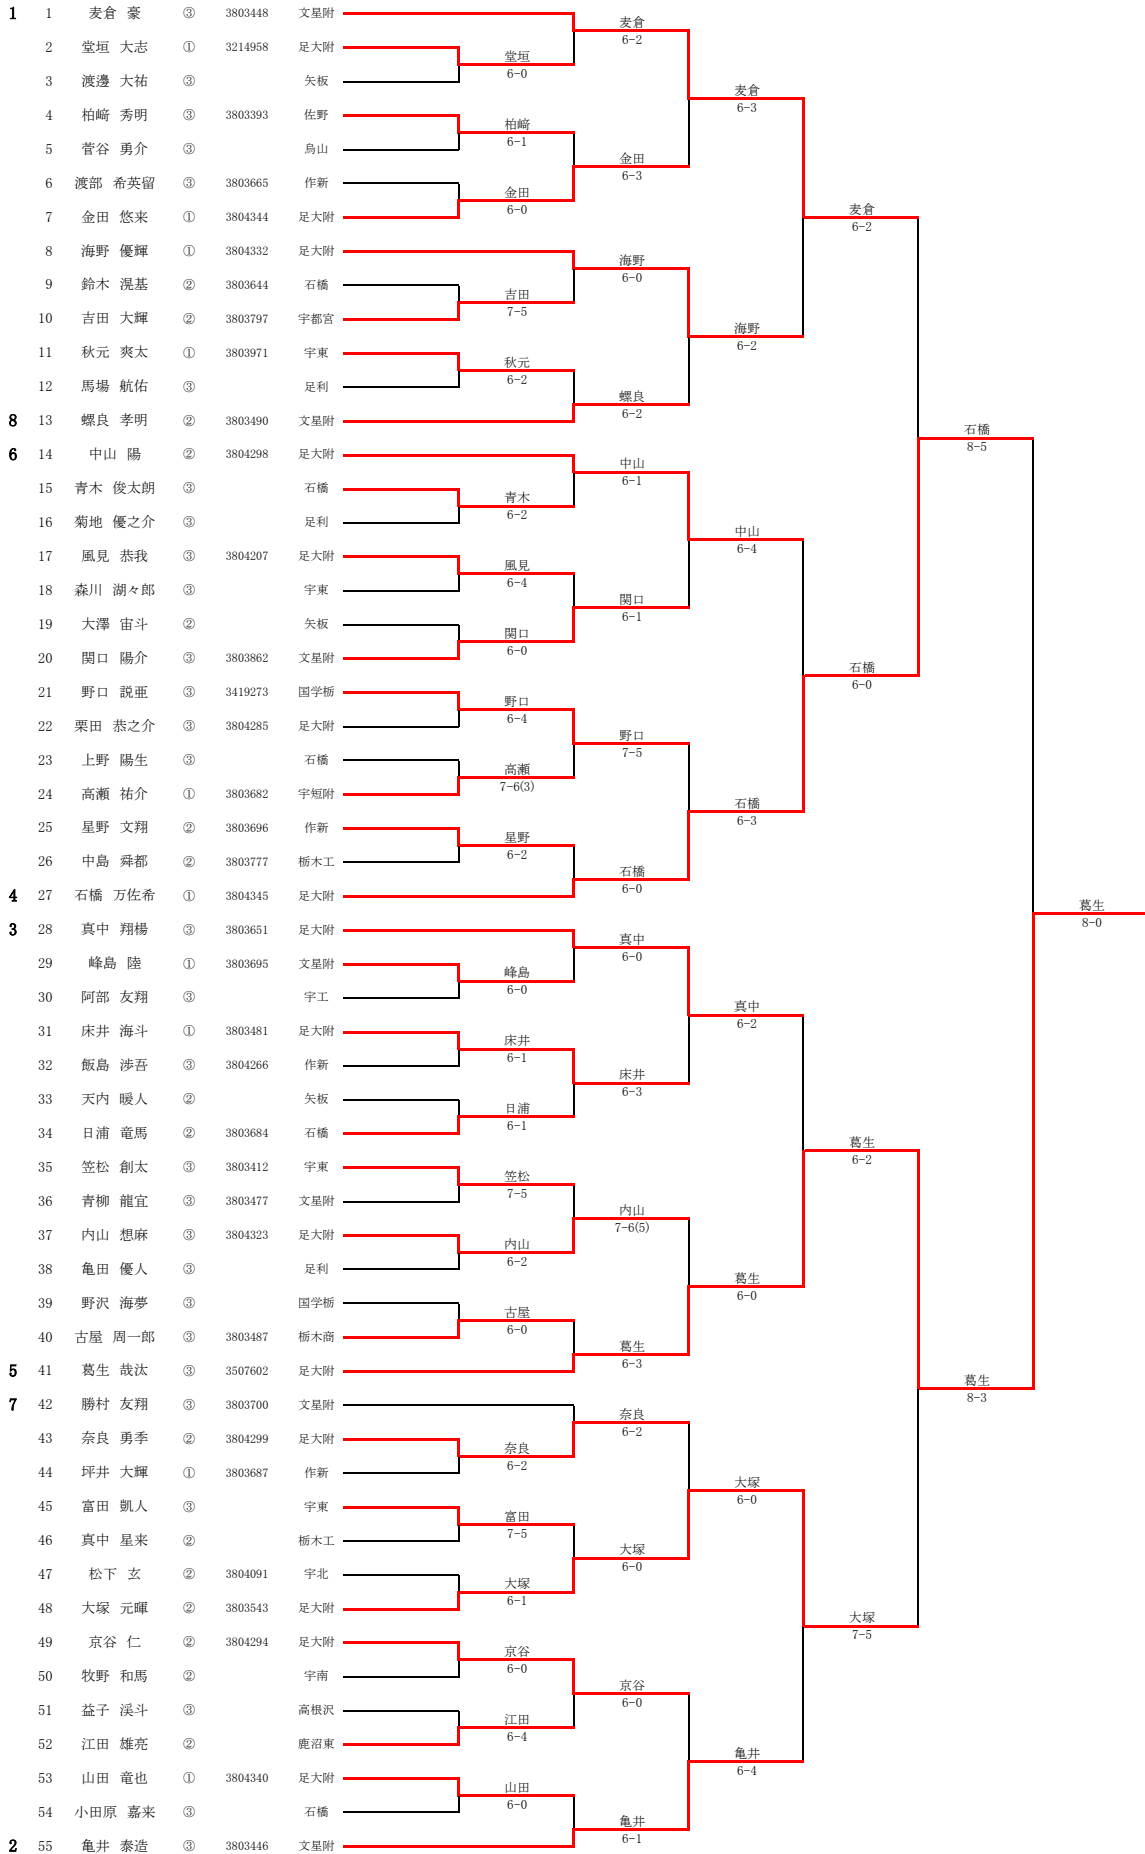 1 1 麦倉 豪 ③ 3803448 文星附
麦倉
6-2
2 堂垣 大志 ① 3214958 足大附
堂垣
6-0
3 渡邊 大祐 ③ 矢板
麦倉
6-3
4 柏﨑 秀明 ③ 3803393 佐野
柏﨑
6-1
5 菅谷 勇介 ③ 烏山
金田
6-3
6 渡部 希英留 ③ 3803665 作新
金田
6-0
7 金田 悠来 ① 3804344 足大附
麦倉
6-2
8 海野 優輝 ① 3804332 足大附
海野
6-0
9 鈴木 滉基 ② 3803644 石橋
吉田
7-5
10 吉田 大輝 ② 3803797 宇都宮
海野
6-2
11 秋元 爽太 ① 3803971 宇東
秋元
6-2
12 馬場 航佑 ③ 足利
螺良
6-2
8 13 螺良 孝明 ② 3803490 文星附
石橋
8-5
6 14 中山 陽 ② 3804298 足大附
中山
6-1
15 青木 俊太朗 ③ 石橋
青木
6-2
16 菊地 優之介 ③ 足利
中山
6-4
17 風見 恭我 ③ 3804207 足大附
風見
6-4
18 森川 湖々郎 ③ 宇東
関口
6-1
19 大澤 宙斗 ② 矢板
関口
6-0
20 関口 陽介 ③ 3803862 文星附
石橋
6-0
21 野口 説亜 ③ 3419273 国学栃
野口
6-4
22 栗田 恭之介 ③ 3804285 足大附
野口
7-5
23 上野 陽生 ③ 石橋
高瀬
7-6(3)
24 高瀬 祐介 ① 3803682 宇短附
石橋
6-3
25 星野 文翔 ② 3803696 作新
星野
6-2
26 中島 舜都 ② 3803777 栃木工
石橋
6-0
4 27 石橋 万佐希 ① 3804345 足大附
葛生
8-0
3 28 真中 翔楊 ③ 3803651 足大附
真中
6-0
29 峰島 陸 ① 3803695 文星附
峰島
6-0
30 阿部 友翔 ③ 宇工
真中
6-2
31 床井 海斗 ① 3803481 足大附
床井
6-1
32 飯島 渉吾 ③ 3804266 作新
床井
6-3
33 天内 暖人 ② 矢板
日浦
6-1
34 日浦 竜馬 ② 3803684 石橋
葛生
6-2
35 笠松 創太 ③ 3803412 宇東
笠松
7-5
36 青柳 龍宜 ③ 3803477 文星附
内山
7-6(5)
37 内山 想麻 ③ 3804323 足大附
内山
6-2
38 亀田 優人 ③ 足利
葛生
6-0
39 野沢 海夢 ③ 国学栃
古屋
6-0
40 古屋 周一郎 ③ 3803487 栃木商
葛生
6-3
5 41 葛生 哉汰 ③ 3507602 足大附
葛生
8-3
7 42 勝村 友翔 ③ 3803700 文星附
奈良
6-2
43 奈良 勇季 ② 3804299 足大附
奈良
6-2
44 坪井 大輝 ① 3803687 作新
大塚
6-0
45 富田 凱人 ③ 宇東
富田
7-5
46 真中 星来 ② 栃木工
大塚
6-0
47 松下 玄 ② 3804091 宇北
大塚
6-1
48 大塚 元暉 ② 3803543 足大附
大塚
7-5
49 京谷 仁 ② 3804294 足大附
京谷
6-0
50 牧野 和馬 ② 宇南
京谷
6-0
51 益子 渓斗 ③ 高根沢
江田
6-4
52 江田 雄亮 ② 鹿沼東
亀井
6-4
53 山田 竜也 ① 3804340 足大附
山田
6-0
54 小田原 嘉来 ③ 石橋
亀井
6-1
2 55 亀井 泰造 ③ 3803446 文星附